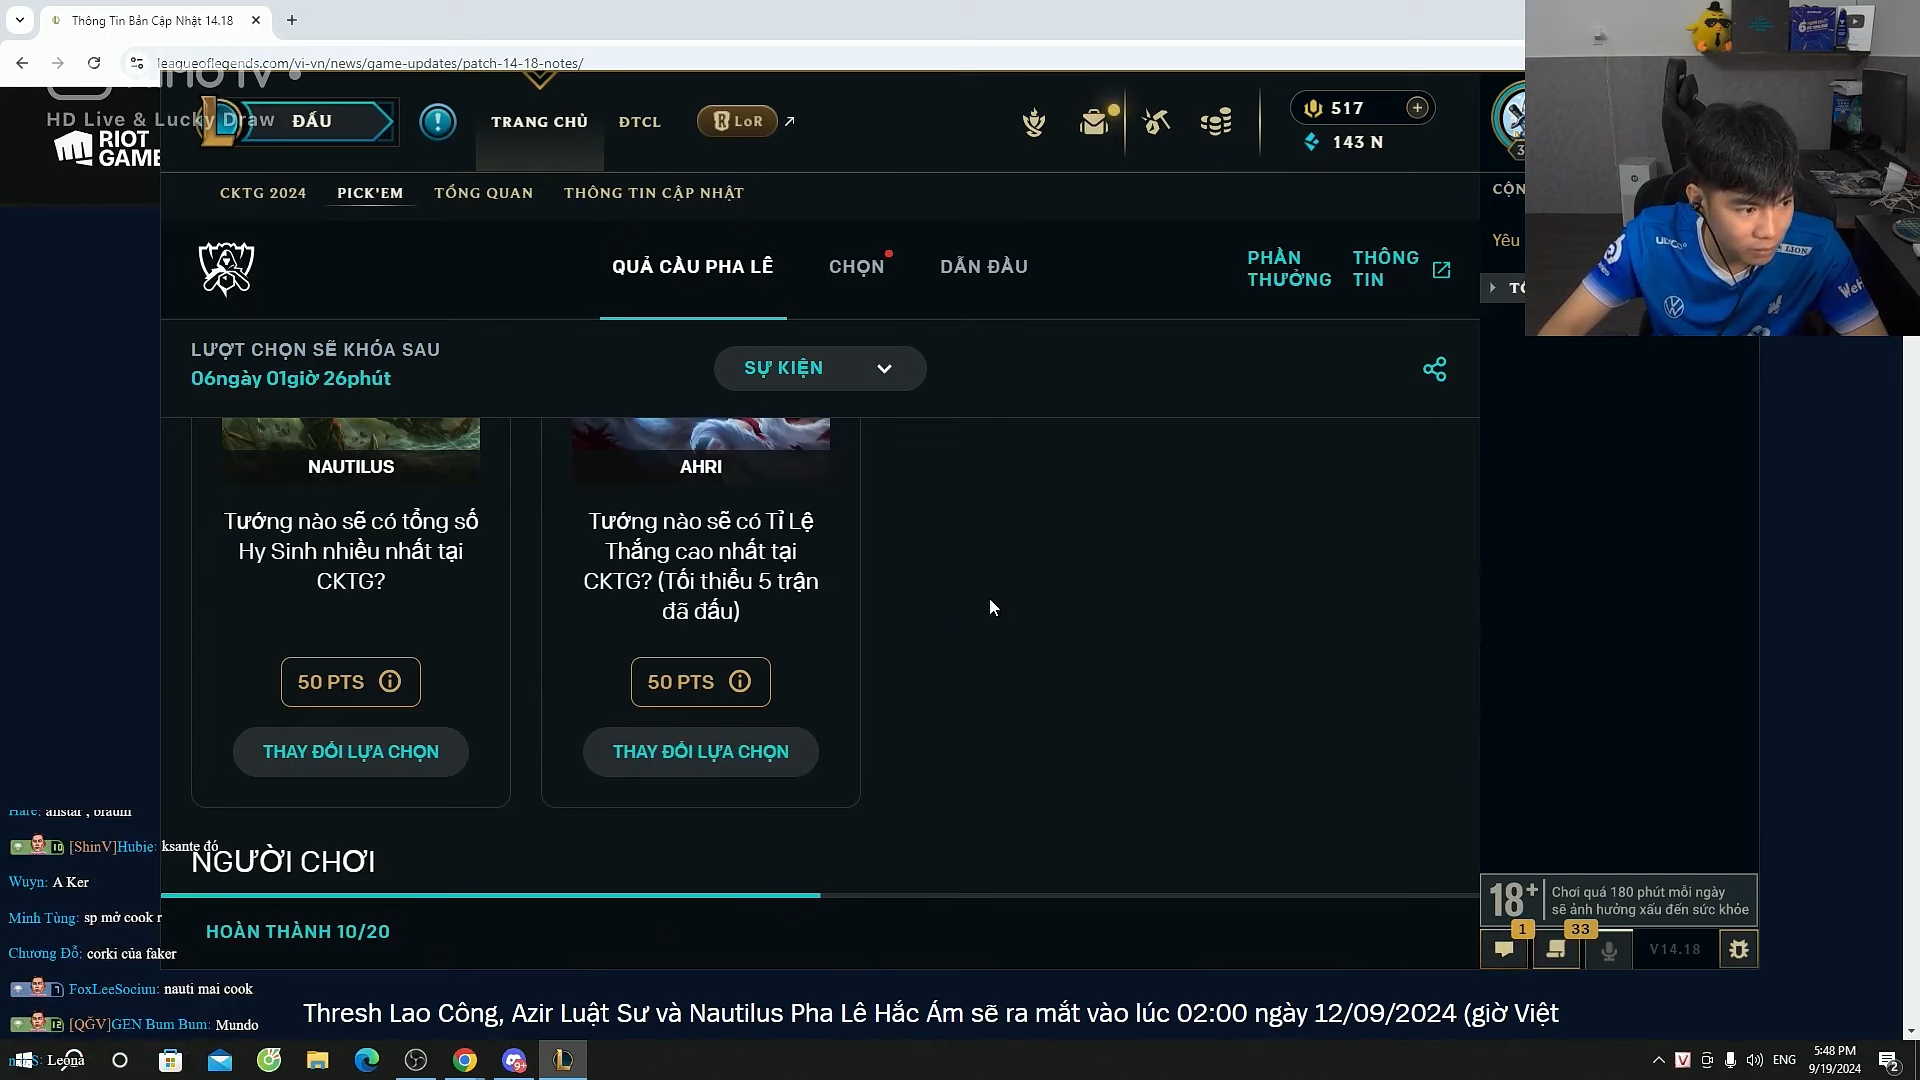 Thông Tin Bản Cập Nhật 14.18
leagueoflegends.com/vi-vn/news/game-updates/patch-14-18-notes/
HD Live & Lucky Draw
RIOT
GAME
ĐẤU
TRANG CHỦ
ĐTCL
LoR
517
143 N
CKTG 2024
PICK'EM
TỔNG QUAN
THÔNG TIN CẬP NHẬT
QUẢ CẦU PHA LÊ
CHỌN
DẪN ĐẦU
PHẦN THƯỞNG
THÔNG TIN
Yêu
LƯỢT CHỌN SẼ KHÓA SAU
06ngày 01giờ 26phút
SỰ KIỆN
NAUTILUS
Tướng nào sẽ có tổng số
Hy Sinh nhiều nhất tại
CKTG?
50 PTS
THAY ĐỔI LỰA CHỌN
AHRI
Tướng nào sẽ có Tỉ Lệ
Thắng cao nhất tại
CKTG? (Tối thiểu 5 trận
đã đấu)
50 PTS
THAY ĐỔI LỰA CHỌN
NGƯỜI CHƠI
HOÀN THÀNH 10/20
[ShinV]Hubie: ksante đó
Wuyn: A Ker
Minh Tùng: sp mở cook r
Chương Đỗ: corki của faker
FoxLeeSociuu: nauti mai cook
[QĞV]GEN Bum Bum: Mundo
Leona
18+
Chơi quá 180 phút mỗi ngày
sẽ ảnh hưởng xấu đến sức khỏe
1
33
V14.18
Thresh Lao Công, Azir Luật Sư và Nautilus Pha Lê Hắc Ám sẽ ra mắt vào lúc 02:00 ngày 12/09/2024 (giờ Việt
ENG
5:48 PM
9/19/2024
2